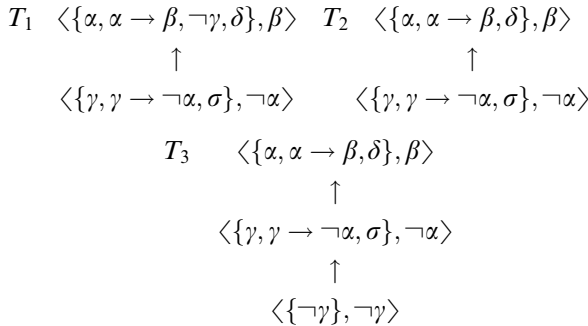 T₁ ⟨{α, α → β, ¬γ, δ}, β⟩ T₂ ⟨{α, α → β, δ}, β⟩
↑ ↑
⟨{γ, γ → ¬α, σ}, ¬α⟩ ⟨{γ, γ → ¬α, σ}, ¬α⟩
T₃ ⟨{α, α → β, δ}, β⟩
↑
⟨{γ, γ → ¬α, σ}, ¬α⟩
↑
⟨{¬γ}, ¬γ⟩